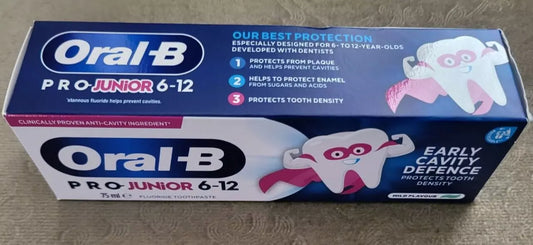 Oral-B
PRO-JUNIOR 6-12
*stannous fluoride helps prevent cavities.
OUR BEST PROTECTION
ESPECIALLY DESIGNED FOR 6- TO 12-YEAR-OLDS
DEVELOPED WITH DENTISTS
1 PROTECTS FROM PLAQUE
AND HELPS PREVENT CAVITIES
2 HELPS TO PROTECT ENAMEL
FROM SUGARS AND ACIDS
3 PROTECTS TOOTH DENSITY
CLINICALLY PROVEN ANTI-CAVITY INGREDIENT*
Oral-B
PRO-JUNIOR 6-12
75 ml e FLUORIDE TOOTHPASTE
EARLY
CAVITY
DEFENCE
PROTECTS TOOTH
DENSITY
MILD FLAVOUR